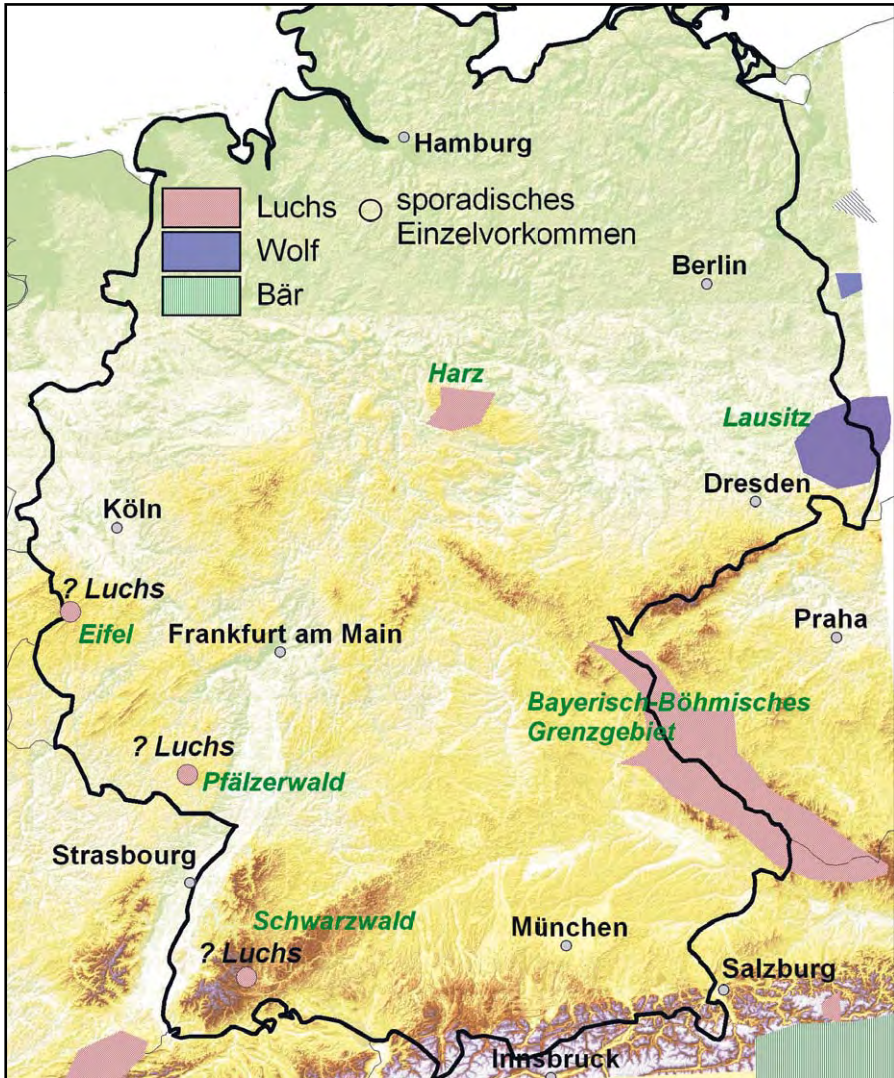 Hamburg
Luchs
sporadisches
Einzelvorkommen
Wolf
Bär
Berlin
Harz
Lausitz
Dresden
Köln
? Luchs
Eifel
Frankfurt am Main
Praha
Bayerisch-Böhmisches
Grenzgebiet
? Luchs
Pfälzerwald
Strasbourg
Schwarzwald
? Luchs
München
Salzburg
Innsbruck